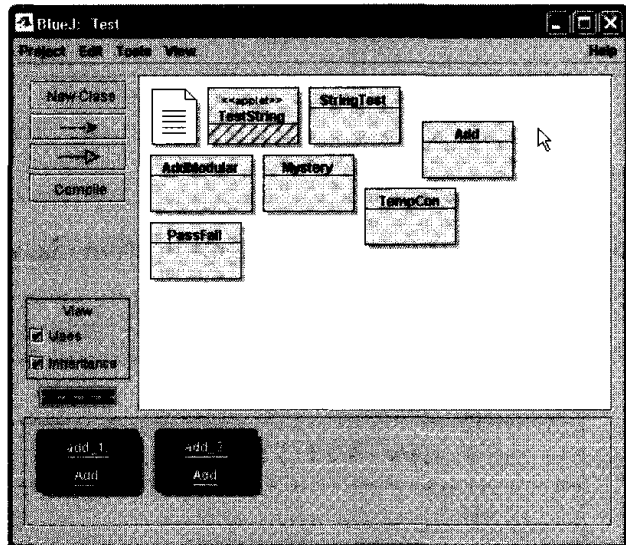 BlueJ: Test
Project Edit Tools View Help
New Class
Compile
<<applet>>
TestString
StringTest
Add
AddModular
Mystery
TempCon
PassFail
View
Uses
Inheritance
add_1:
Add
add_2:
Add